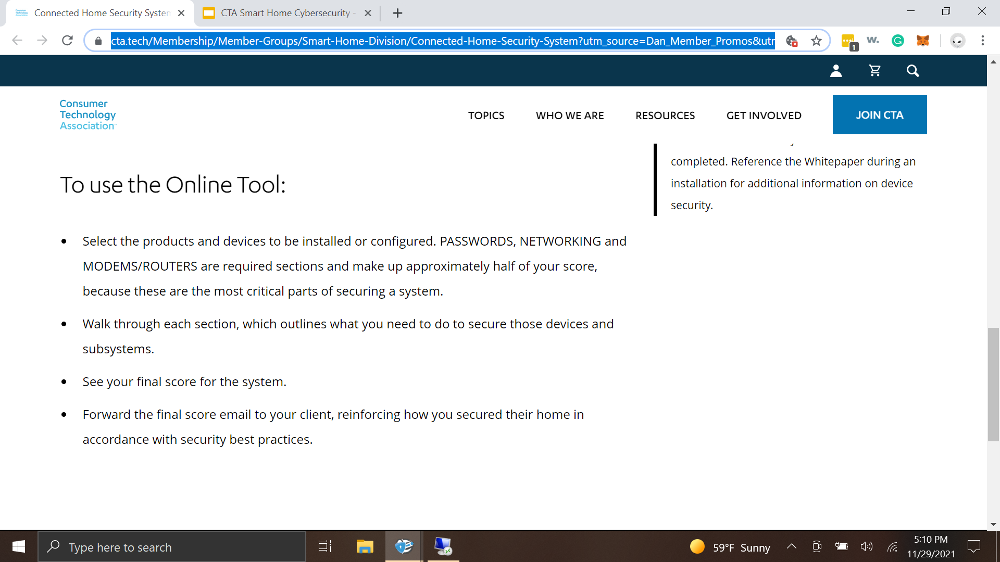 Connected Home Security System
CTA Smart Home Cybersecurity -
cta.tech/Membership/Member-Groups/Smart-Home-Division/Connected-Home-Security-System?utm_source=Dan_Member_Promos&utr
1
w.
G
Consumer
Technology
Association™
TOPICS
WHO WE ARE
RESOURCES
GET INVOLVED
JOIN CTA
completed. Reference the Whitepaper during an
installation for additional information on device
security.
To use the Online Tool:
Select the products and devices to be installed or configured. PASSWORDS, NETWORKING and
MODEMS/ROUTERS are required sections and make up approximately half of your score,
because these are the most critical parts of securing a system.
Walk through each section, which outlines what you need to do to secure those devices and
subsystems.
See your final score for the system.
Forward the final score email to your client, reinforcing how you secured their home in
accordance with security best practices.
Type here to search
59°F Sunny
5:10 PM
11/29/2021